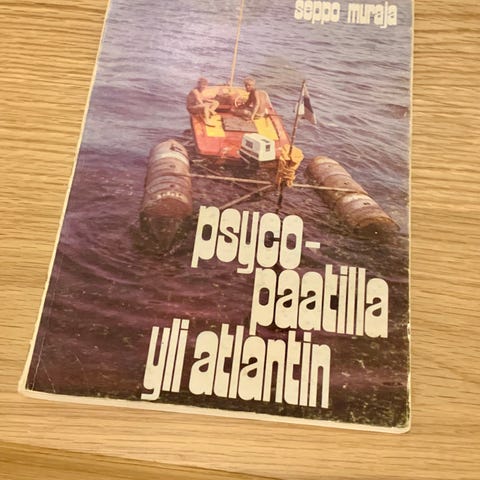 seppo muraja
psyco-
paatilla
yli atlantin